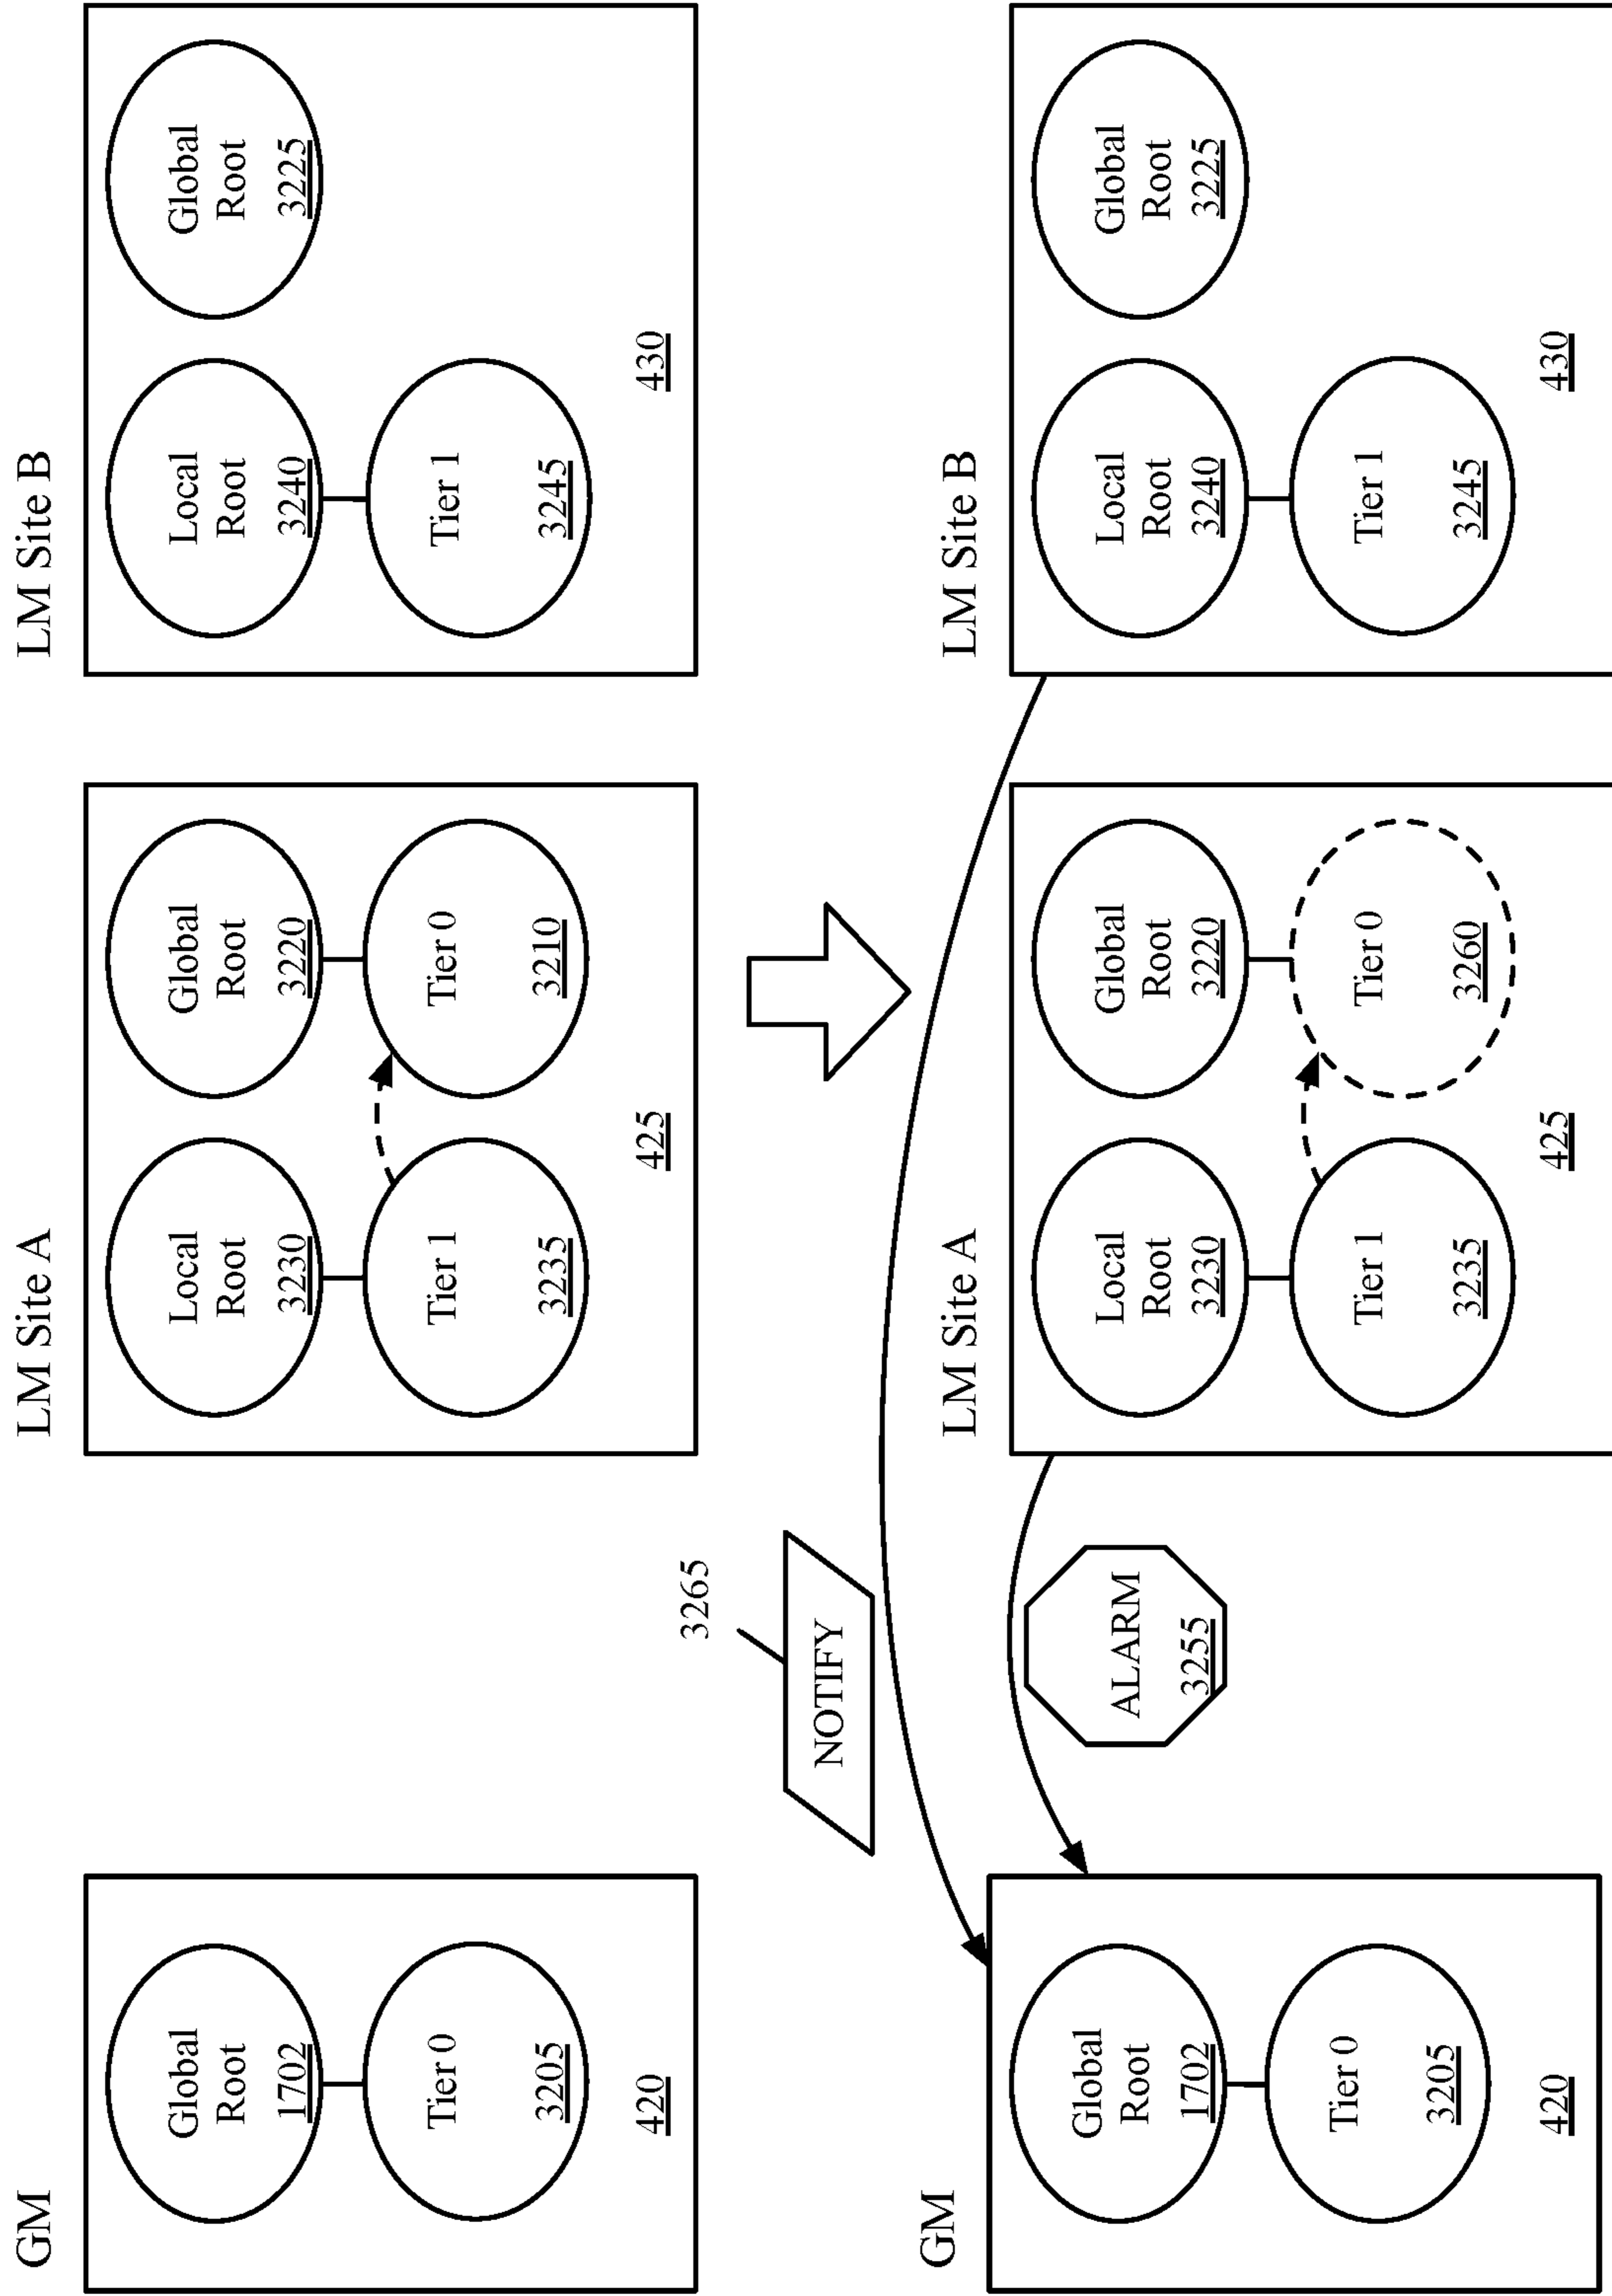 GM
Global
Root
1702
Tier 0
3205
420
LM Site A
Local
Root
3230
Tier 1
3235
Global
Root
3220
Tier 0
3210
425
LM Site B
Local
Root
3240
Tier 1
3245
Global
Root
3225
430
3265
NOTIFY
ALARM
3255
GM
Global
Root
1702
Tier 0
3205
420
LM Site A
Local
Root
3230
Tier 1
3235
Global
Root
3220
Tier 0
3260
425
LM Site B
Local
Root
3240
Tier 1
3245
Global
Root
3225
430